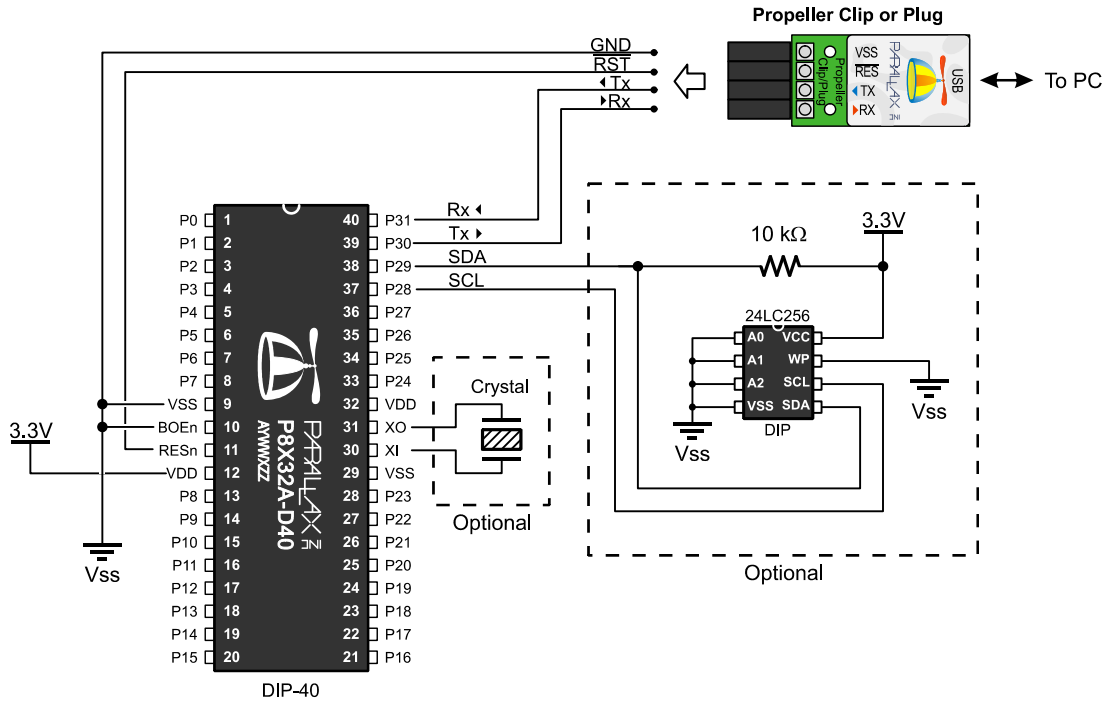 Propeller Clip or Plug
GND
RST
Tx
Rx
VSS
RES
TX
RX
Propeller
Clip/Plug
PARALLAX INC
USB
To PC
P0 1
P1 2
P2 3
P3 4
P4 5
P5 6
P6 7
P7 8
VSS 9
BOEn 10
RESn 11
VDD 12
P8 13
P9 14
P10 15
P11 16
P12 17
P13 18
P14 19
P15 20
3.3V
Vss
PARALLAX INC
P8X32A-D40
AYWWXZZ
40 P31
39 P30
38 P29
37 P28
36 P27
35 P26
34 P25
33 P24
32 VDD
31 XO
30 XI
29 VSS
28 P23
27 P22
26 P21
25 P20
24 P19
23 P18
22 P17
21 P16
DIP-40
Rx
Tx
SDA
SCL
Crystal
Optional
10 kΩ
3.3V
24LC256
A0 VCC
A1 WP
A2 SCL
VSS SDA
DIP
Vss
Vss
Optional